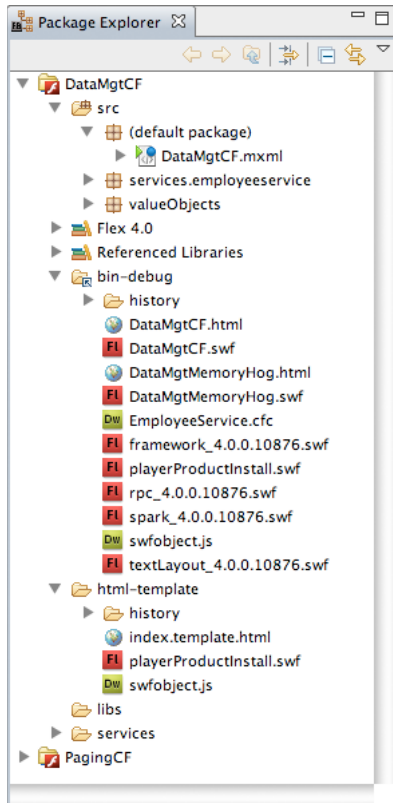 Package Explorer
DataMgtCF
src
(default package)
DataMgtCF.mxml
services.employeeservice
valueObjects
Flex 4.0
Referenced Libraries
bin-debug
history
DataMgtCF.html
DataMgtCF.swf
DataMgtMemoryHog.html
DataMgtMemoryHog.swf
EmployeeService.cfc
framework_4.0.0.10876.swf
playerProductInstall.swf
rpc_4.0.0.10876.swf
spark_4.0.0.10876.swf
swfobject.js
textLayout_4.0.0.10876.swf
html-template
history
index.template.html
playerProductInstall.swf
swfobject.js
libs
services
PagingCF